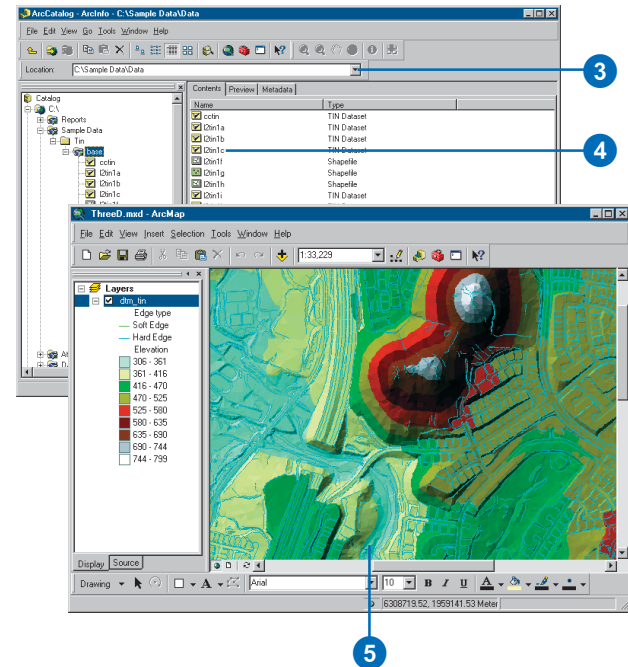 ArcCatalog - ArcInfo - C:\Sample Data\Data
File Edit View Go Tools Window Help
Location: C:\Sample Data\Data
3
Catalog
C:\
Reports
Sample Data
Tin
base
cctin
l2tin1a
l2tin1b
l2tin1c
Contents Preview Metadata
Name Type
cctin TIN Dataset
l2tin1a TIN Dataset
l2tin1b TIN Dataset
l2tin1c TIN Dataset
4
l2tin1f Shapefile
l2tin1g Shapefile
l2tin1h Shapefile
l2tin1i TIN Dataset
ThreeD.mxd - ArcMap
File Edit View Insert Selection Tools Window Help
1:33,229
Layers
dtm_tin
Edge type
Soft Edge
Hard Edge
Elevation
306 - 361
361 - 416
416 - 470
470 - 525
525 - 580
580 - 635
635 - 690
690 - 744
744 - 799
Display Source
Drawing A Arial 10 B I U A
6308719.52, 1959141.53 Meter
5